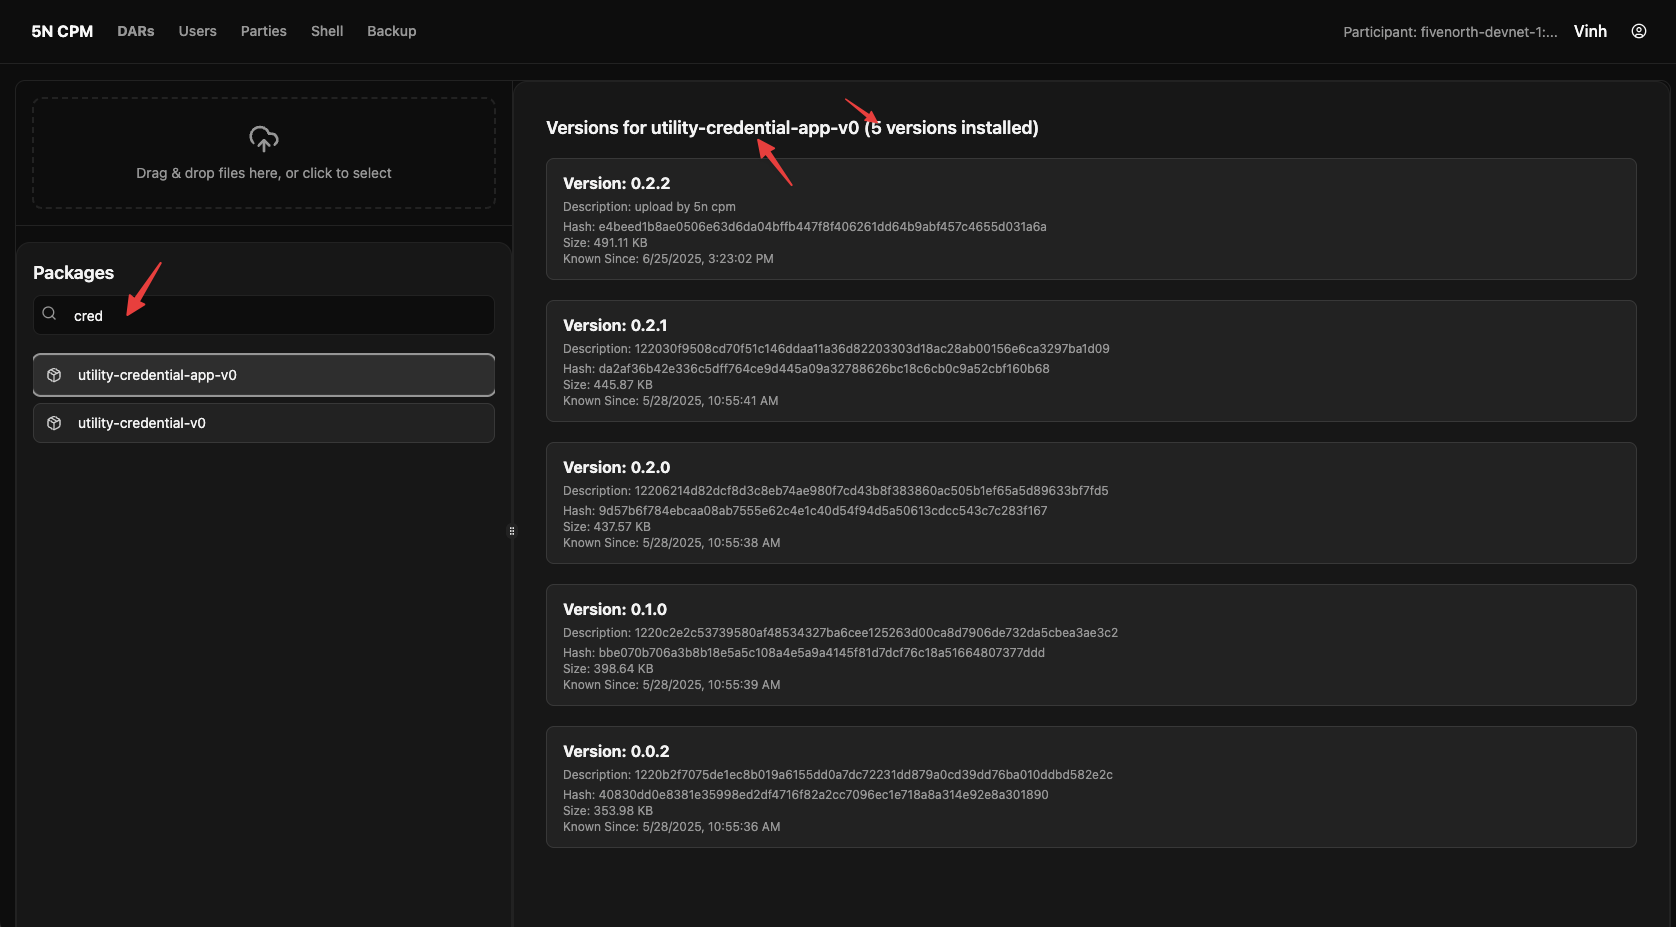 5N CPM DARs Users Parties Shell Backup Participant: fivenorth-devnet-1:... Vinh
Drag & drop files here, or click to select
Packages
cred
utility-credential-app-v0
utility-credential-v0
Versions for utility-credential-app-v0 (5 versions installed)
Version: 0.2.2
Description: upload by 5n cpm
Hash: e4beed1b8ae0506e63d6da04bffb447f8f406261dd64b9abf457c4655d031a6a
Size: 491.11 KB
Known Since: 6/25/2025, 3:23:02 PM
Version: 0.2.1
Description: 122030f9508cd70f51c146ddaa11a36d82203303d18ac28ab00156e6ca3297ba1d09
Hash: da2af36b42e336c5dff764ce9d445a09a32788626bc18c6cb0c9a52cbf160b68
Size: 445.87 KB
Known Since: 5/28/2025, 10:55:41 AM
Version: 0.2.0
Description: 12206214d82dcf8d3c8eb74ae980f7cd43b8f383860ac505b1ef65a5d89633bf7fd5
Hash: 9d57b6f784ebcaa08ab7555e62c4e1c40d54f94d5a50613cdcc543c7c283f167
Size: 437.57 KB
Known Since: 5/28/2025, 10:55:38 AM
Version: 0.1.0
Description: 1220c2e2c53739580af48534327ba6cee125263d00ca8d7906de732da5cbea3ae3c2
Hash: bbe070b706a3b8b18e5a5c108a4e5a9a4145f81d7dcf76c18a51664807377ddd
Size: 398.64 KB
Known Since: 5/28/2025, 10:55:39 AM
Version: 0.0.2
Description: 1220b2f7075de1ec8b019a6155dd0a7dc72231dd879a0cd39dd76ba010ddbd582e2c
Hash: 40830dd0e8381e35998ed2df4716f82a2cc7096ec1e718a8a314e92e8a301890
Size: 353.98 KB
Known Since: 5/28/2025, 10:55:36 AM